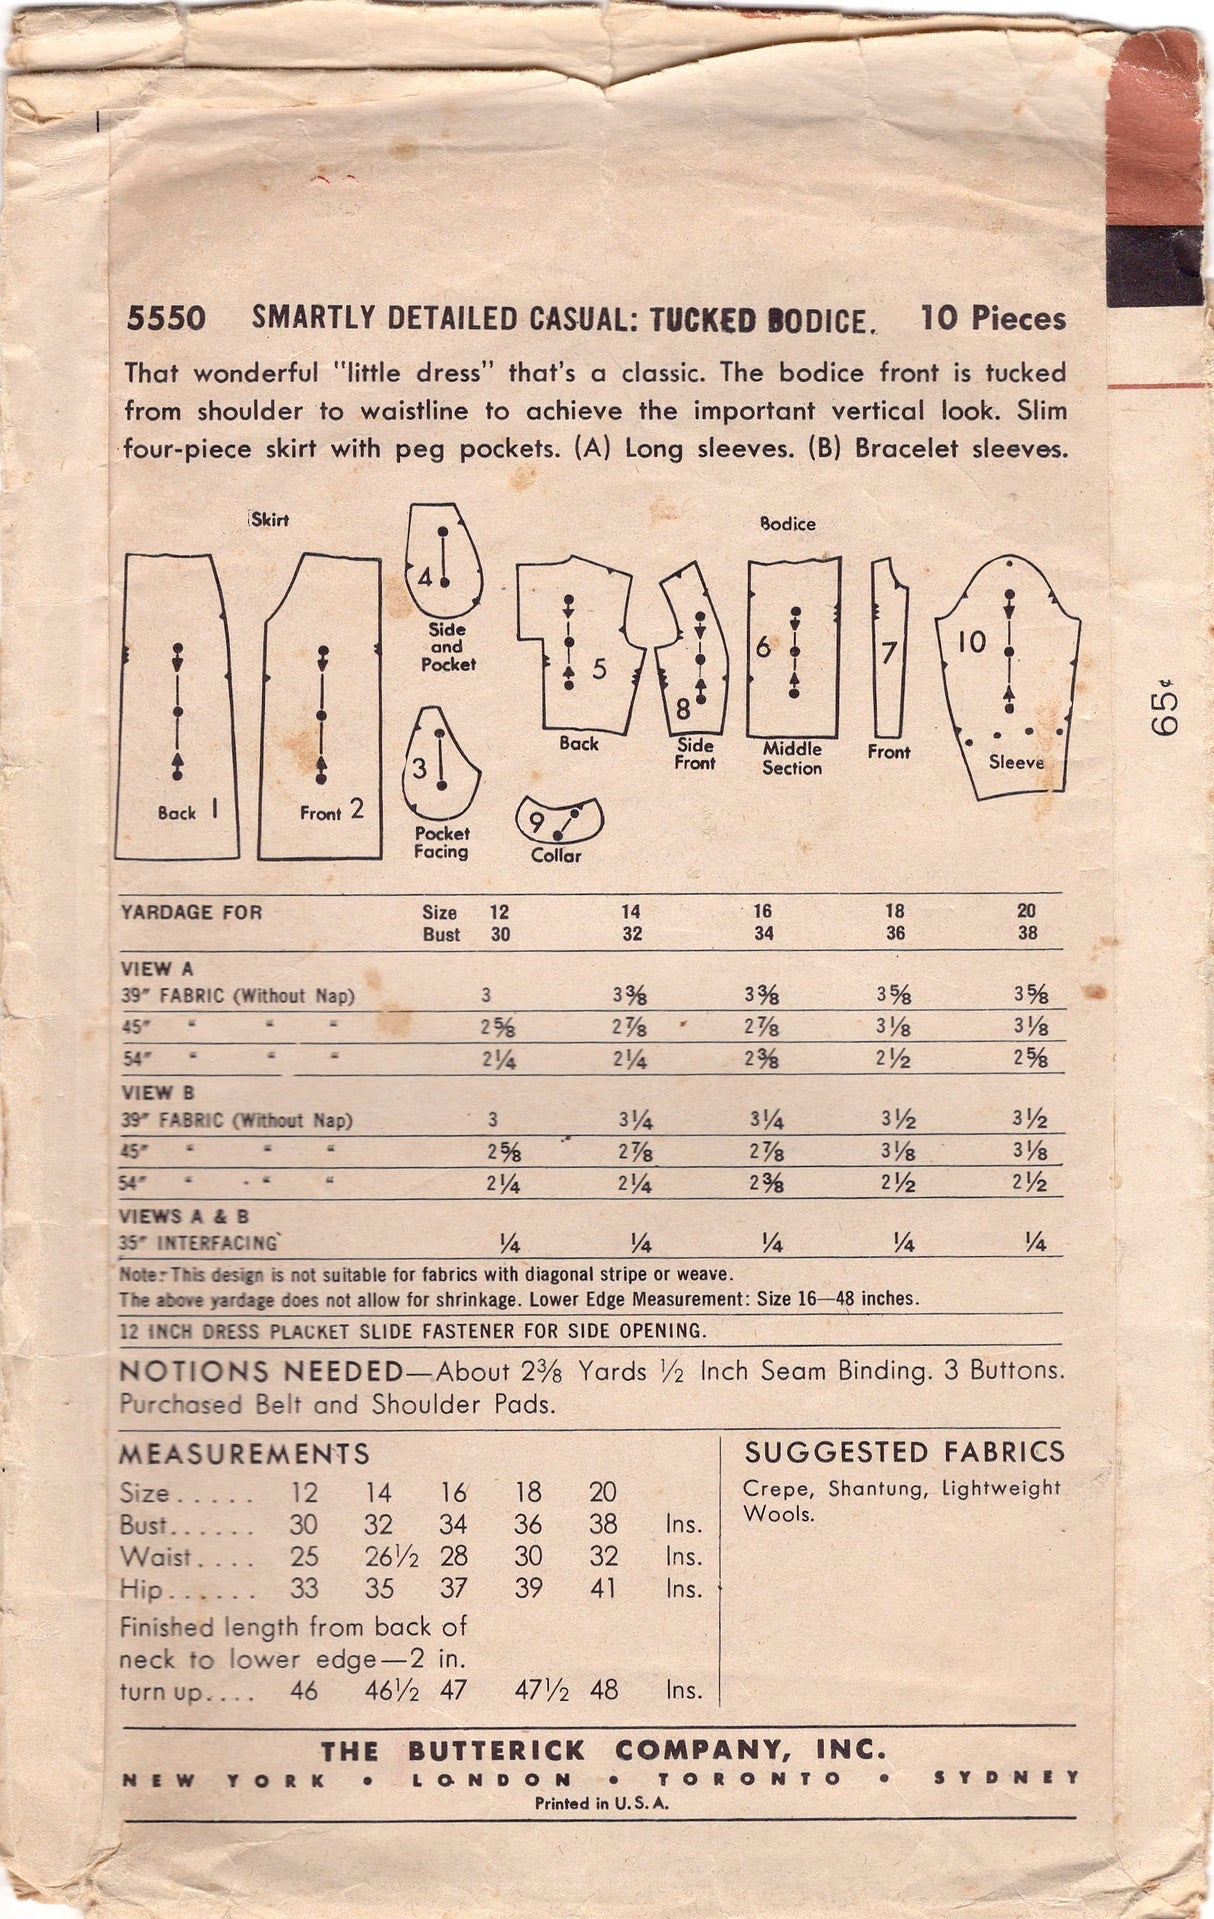 5550 SMARTLY DETAILED CASUAL: TUCKED BODICE. 10 Pieces
That wonderful "little dress" that's a classic. The bodice front is tucked
from shoulder to waistline to achieve the important vertical look. Slim
four-piece skirt with peg pockets. (A) Long sleeves. (B) Bracelet sleeves.
Skirt
Bodice
Back 1
Front 2
4
Side
and
Pocket
3
Pocket
Facing
5
Back
8
Side
Front
6
Middle
Section
7
Front
10
Sleeve
9
Collar
65¢
YARDAGE FOR Size 12 14 16 18 20
Bust 30 32 34 36 38
VIEW A
39" FABRIC (Without Nap) 3 3⅜ 3⅜ 3⅝ 3⅝
45" " " " 2⅝ 2⅞ 2⅞ 3⅛ 3⅛
54" " " " 2¼ 2¼ 2⅜ 2½ 2⅝
VIEW B
39" FABRIC (Without Nap) 3 3¼ 3¼ 3½ 3½
45" " " " 2⅝ 2⅞ 2⅞ 3⅛ 3⅛
54" " " " 2¼ 2¼ 2⅜ 2½ 2½
VIEWS A & B
35" INTERFACING ¼ ¼ ¼ ¼ ¼
Note:-This design is not suitable for fabrics with diagonal stripe or weave.
The above yardage does not allow for shrinkage. Lower Edge Measurement: Size 16—48 inches.
12 INCH DRESS PLACKET SLIDE FASTENER FOR SIDE OPENING.
NOTIONS NEEDED—About 2⅜ Yards ½ Inch Seam Binding. 3 Buttons.
Purchased Belt and Shoulder Pads.
MEASUREMENTS
Size..... 12 14 16 18 20
Bust...... 30 32 34 36 38 Ins.
Waist.... 25 26½ 28 30 32 Ins.
Hip...... 33 35 37 39 41 Ins.
Finished length from back of
neck to lower edge—2 in.
turn up.... 46 46½ 47 47½ 48 Ins.
SUGGESTED FABRICS
Crepe, Shantung, Lightweight
Wools.
THE BUTTERICK COMPANY, INC.
NEW YORK • LONDON • TORONTO • SYDNEY
Printed in U.S.A.